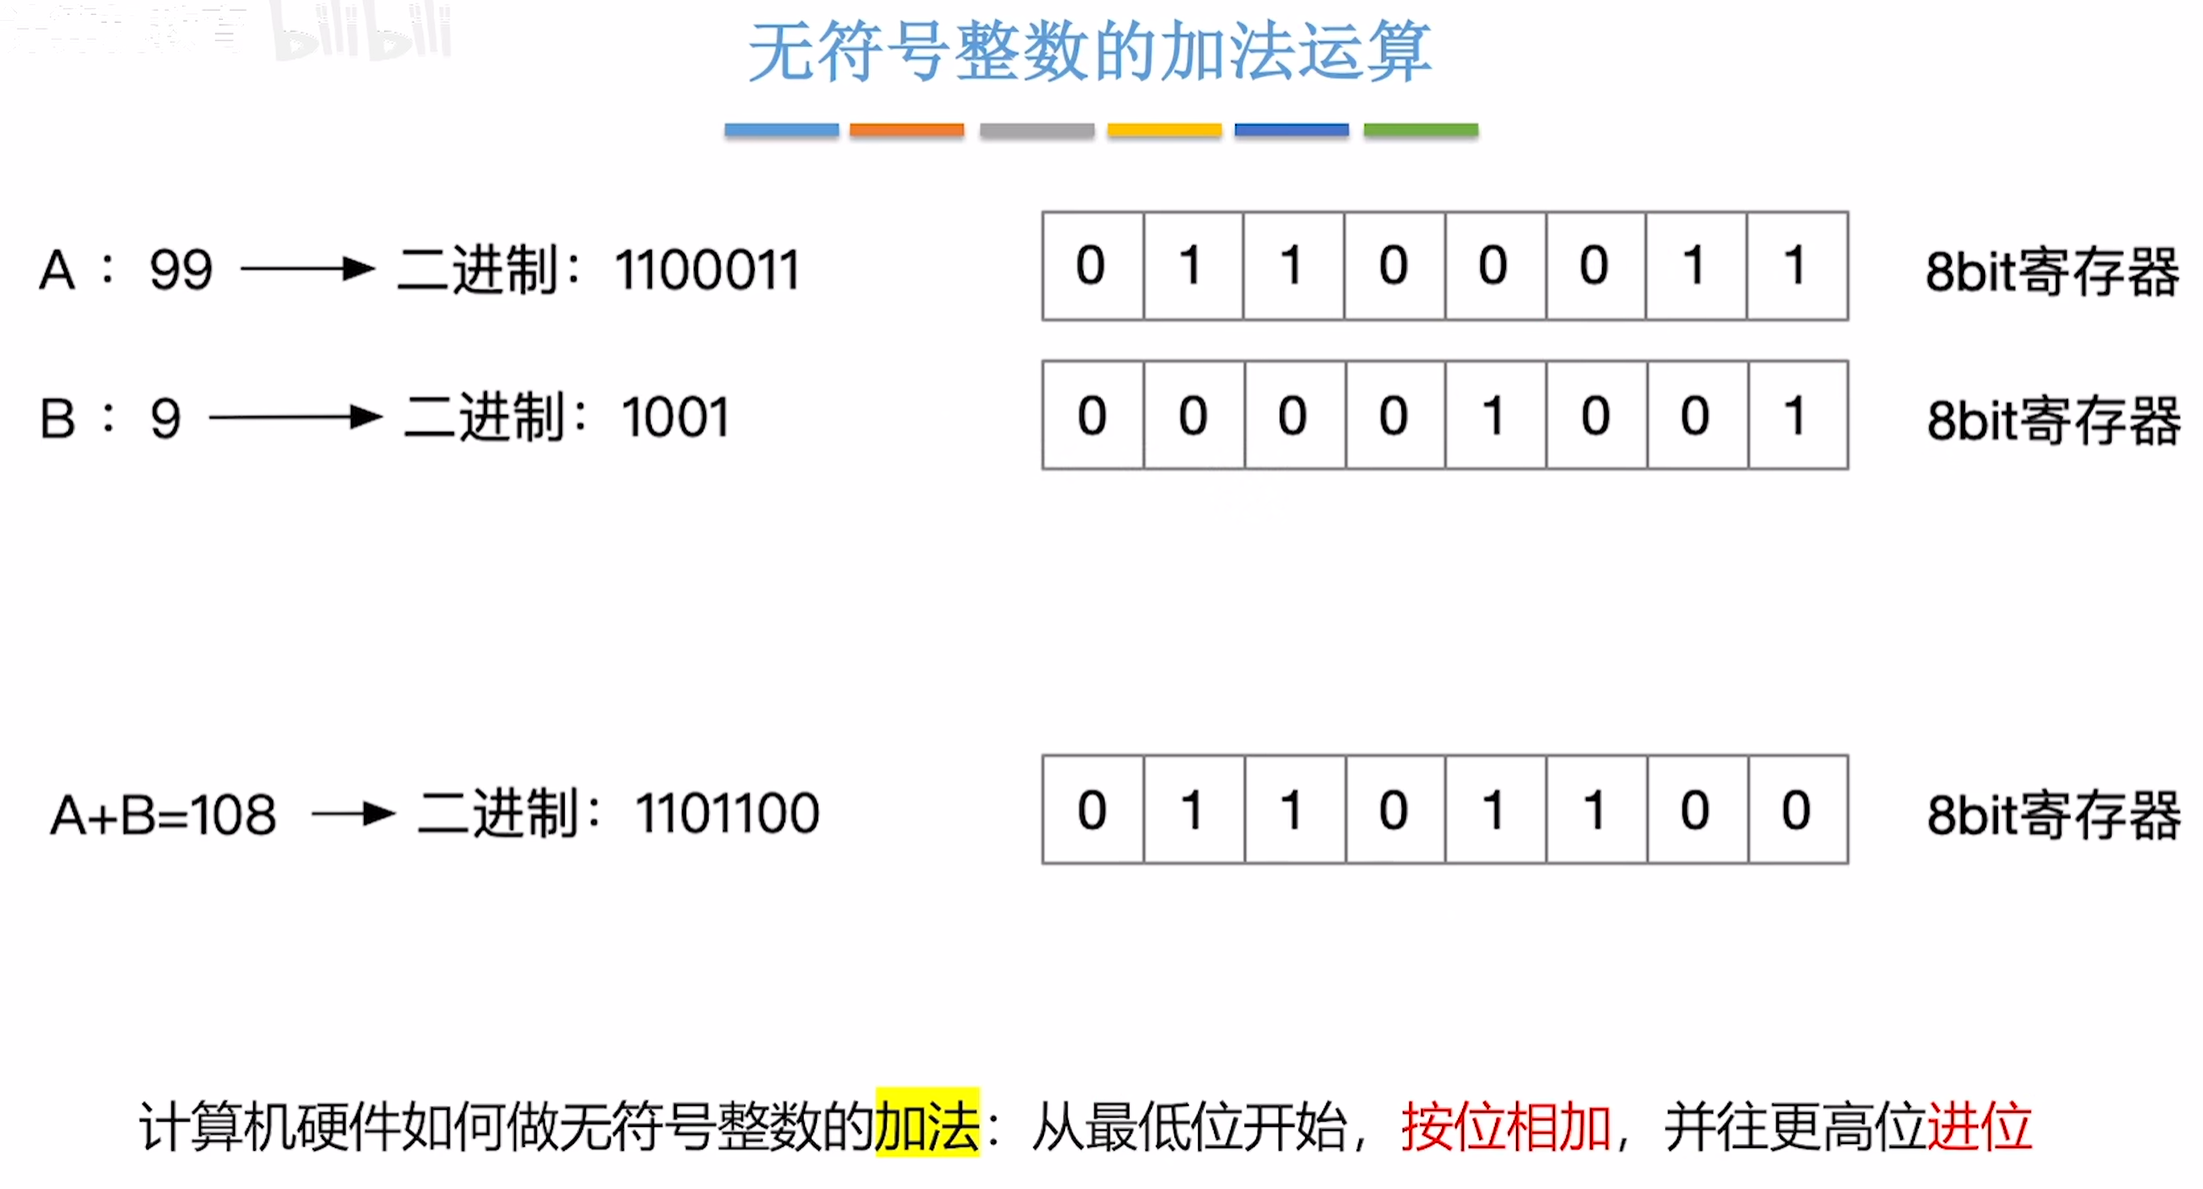 bilibili
无符号整数的加法运算
A：99 二进制：1100011 0 1 1 0 0 0 1 1 8bit寄存器
B：9 二进制：1001 0 0 0 0 1 0 0 1 8bit寄存器
A+B=108 二进制：1101100 0 1 1 0 1 1 0 0 8bit寄存器
计算机硬件如何做无符号整数的加法：从最低位开始，按位相加，并往更高位进位